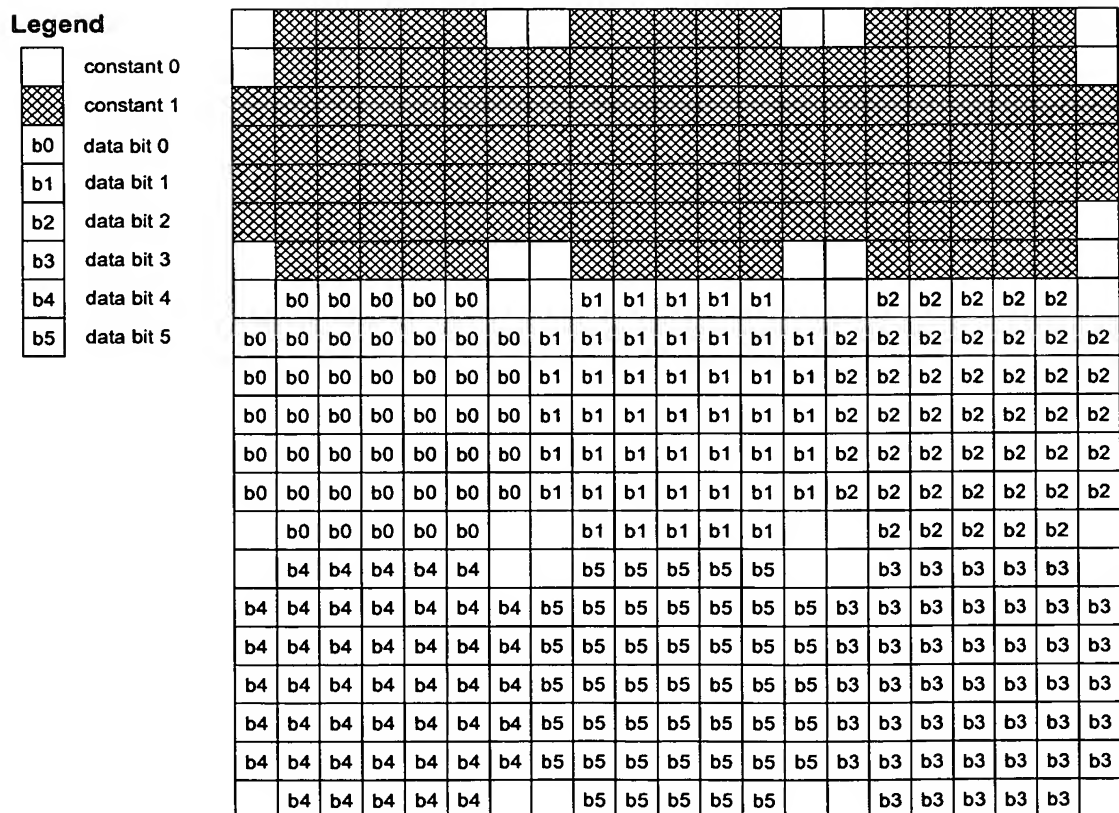 Legend
constant 0
constant 1
b0 data bit 0
b1 data bit 1
b2 data bit 2
b3 data bit 3
b4 data bit 4
b5 data bit 5
b0 b0 b0 b0 b0 b1 b1 b1 b1 b1 b2 b2 b2 b2 b2
b0 b0 b0 b0 b0 b0 b0 b1 b1 b1 b1 b1 b1 b1 b2 b2 b2 b2 b2 b2 b2
b0 b0 b0 b0 b0 b0 b0 b1 b1 b1 b1 b1 b1 b1 b2 b2 b2 b2 b2 b2 b2
b0 b0 b0 b0 b0 b0 b0 b1 b1 b1 b1 b1 b1 b1 b2 b2 b2 b2 b2 b2 b2
b0 b0 b0 b0 b0 b0 b0 b1 b1 b1 b1 b1 b1 b1 b2 b2 b2 b2 b2 b2 b2
b0 b0 b0 b0 b0 b0 b0 b1 b1 b1 b1 b1 b1 b1 b2 b2 b2 b2 b2 b2 b2
b0 b0 b0 b0 b0 b1 b1 b1 b1 b1 b2 b2 b2 b2 b2
b4 b4 b4 b4 b4 b5 b5 b5 b5 b5 b3 b3 b3 b3 b3
b4 b4 b4 b4 b4 b4 b4 b5 b5 b5 b5 b5 b5 b5 b3 b3 b3 b3 b3 b3 b3
b4 b4 b4 b4 b4 b4 b4 b5 b5 b5 b5 b5 b5 b5 b3 b3 b3 b3 b3 b3 b3
b4 b4 b4 b4 b4 b4 b4 b5 b5 b5 b5 b5 b5 b5 b3 b3 b3 b3 b3 b3 b3
b4 b4 b4 b4 b4 b4 b4 b5 b5 b5 b5 b5 b5 b5 b3 b3 b3 b3 b3 b3 b3
b4 b4 b4 b4 b4 b4 b4 b5 b5 b5 b5 b5 b5 b5 b3 b3 b3 b3 b3 b3 b3
b4 b4 b4 b4 b4 b5 b5 b5 b5 b5 b3 b3 b3 b3 b3